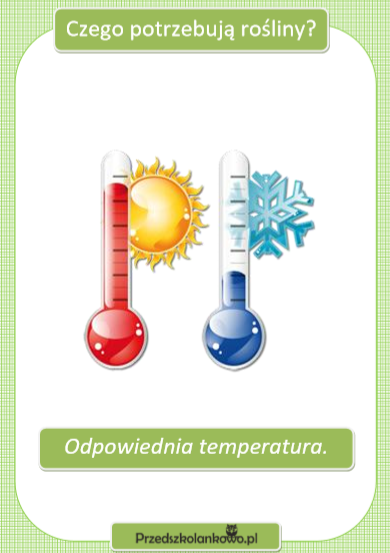 Czego potrzebują rośliny?
Odpowiednia temperatura.
Przedszkolankowo.pl